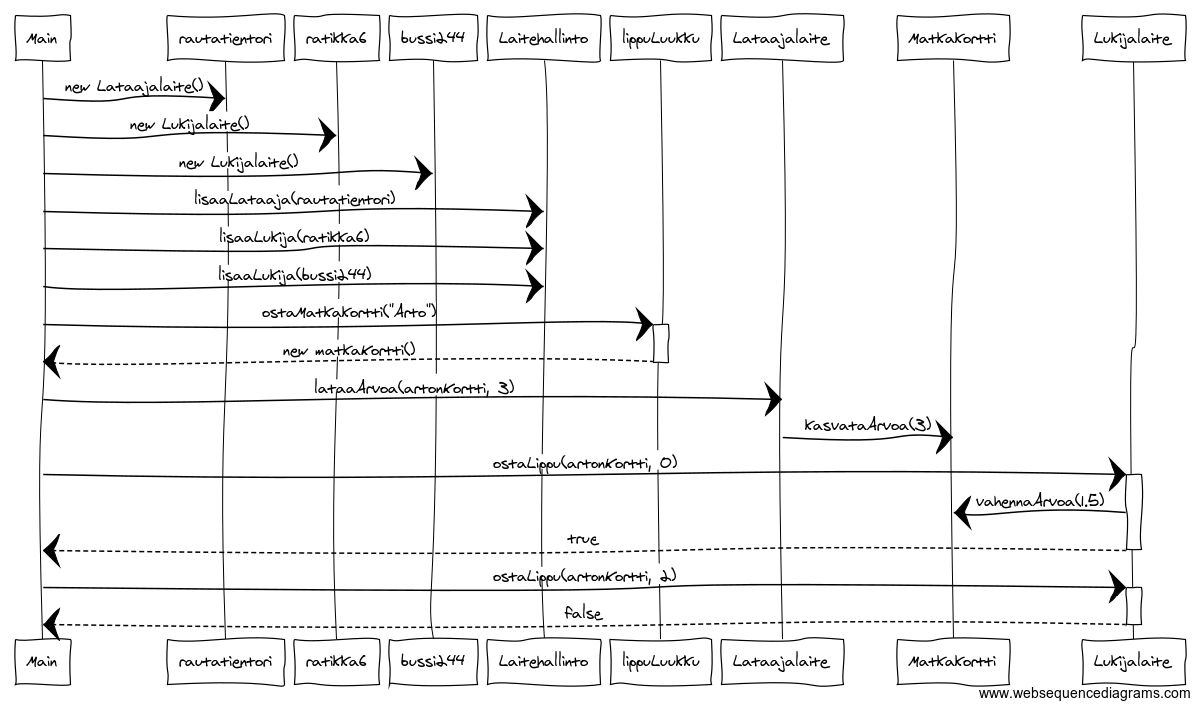 Main rautatientori ratikka6 bussi244 Laitehallinto lippuLuukku Lataajalaite Matkakortti Lukijalaite
new Lataajalaite()
new Lukijalaite()
new Lukijalaite()
lisaaLataaja(rautatientori)
lisaaLukija(ratikka6)
lisaaLukija(bussi244)
ostaMatkakortti("Arto")
new matkakortti()
lataaArvoa(artonKortti, 3)
kasvataArvoa(3)
ostaLippu(artonKortti, 0)
vahennaArvoa(1.5)
true
ostaLippu(artonKortti, 2)
false
Main rautatientori ratikka6 bussi244 Laitehallinto lippuLuukku Lataajalaite Matkakortti Lukijalaite
www.websequencediagrams.com